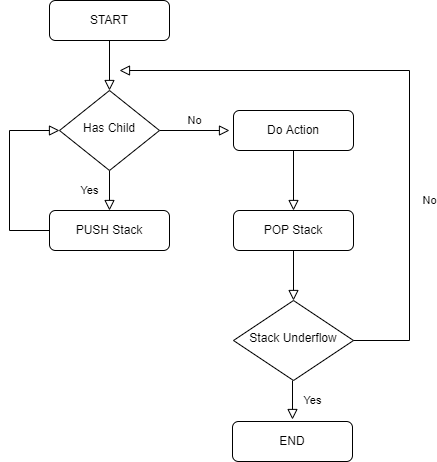 START
Has Child
No
Do Action
Yes
PUSH Stack
POP Stack
No
Stack Underflow
Yes
END